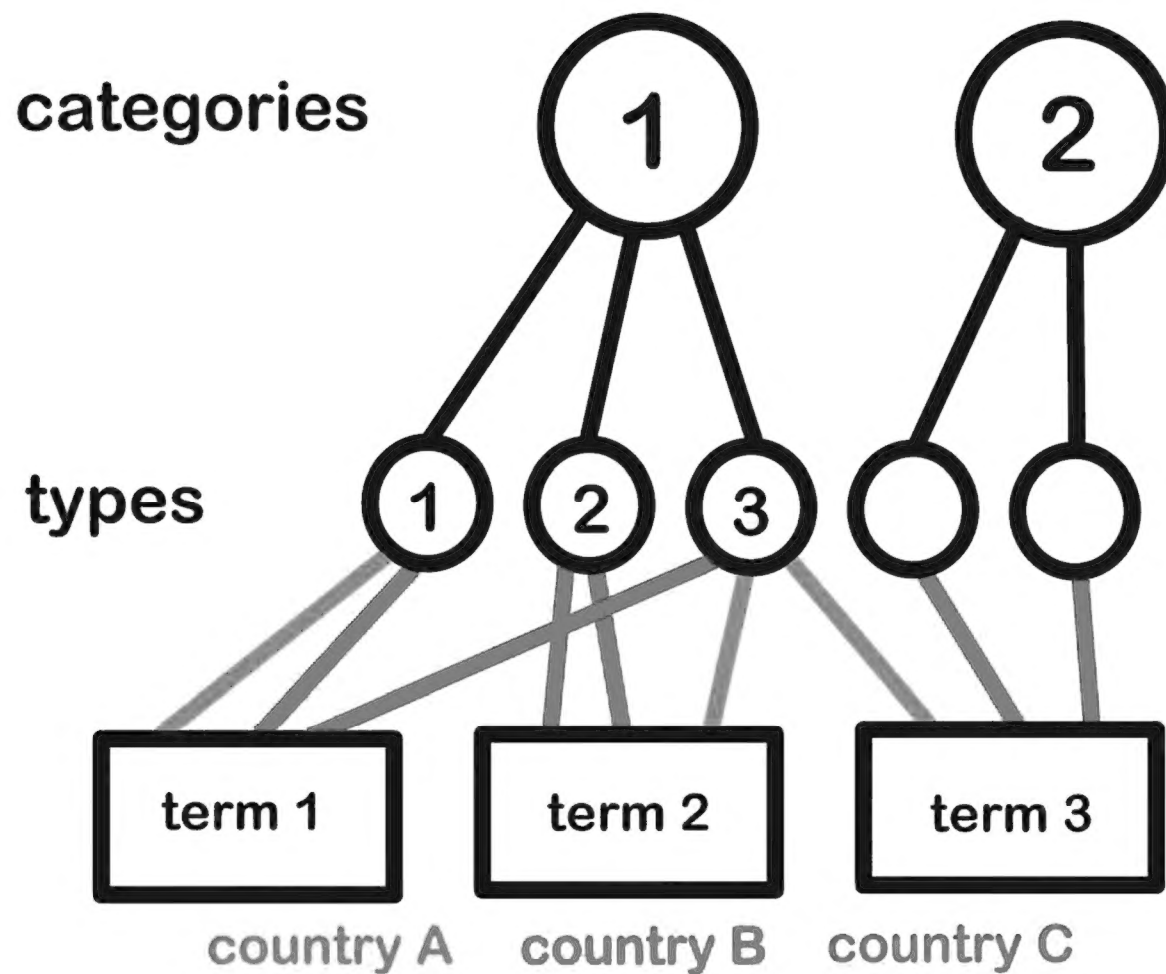 categories
1
2
types
1
2
3
term 1
term 2
term 3
country A
country B
country C